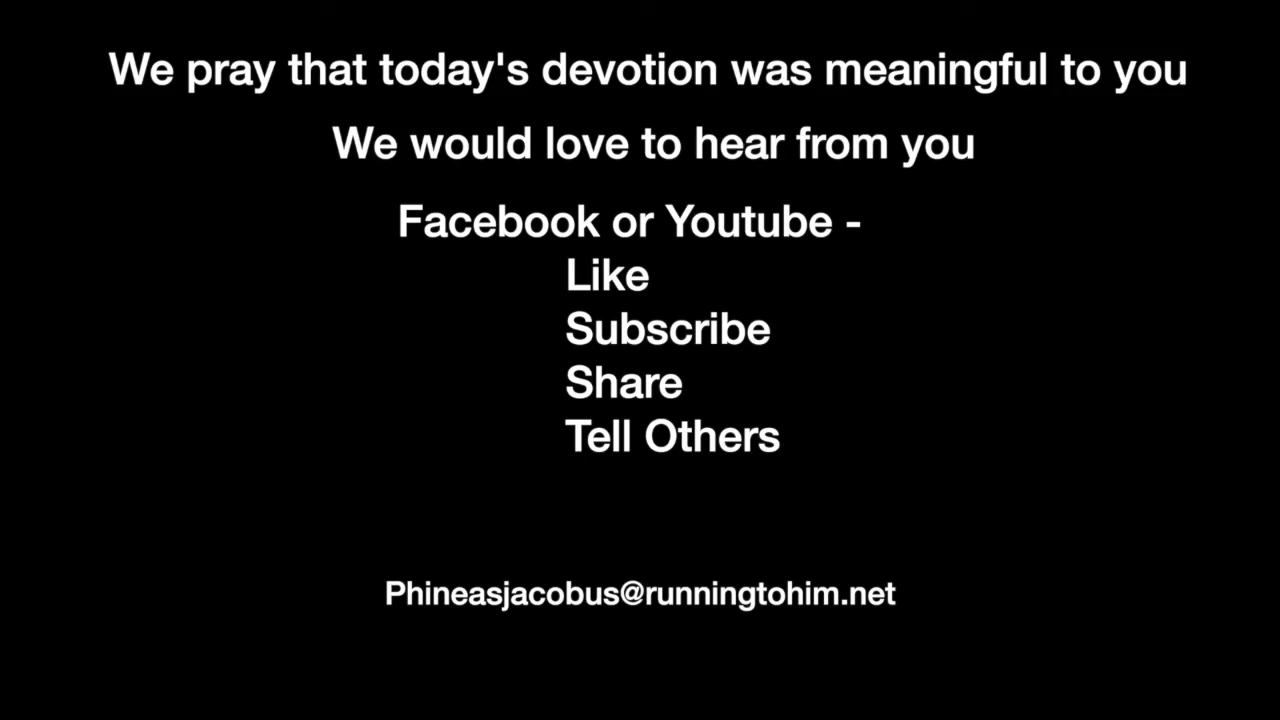 We pray that today's devotion was meaningful to you
We would love to hear from you
Facebook or Youtube -
Like
Subscribe
Share
Tell Others
Phineasjacobus@runningtohim.net